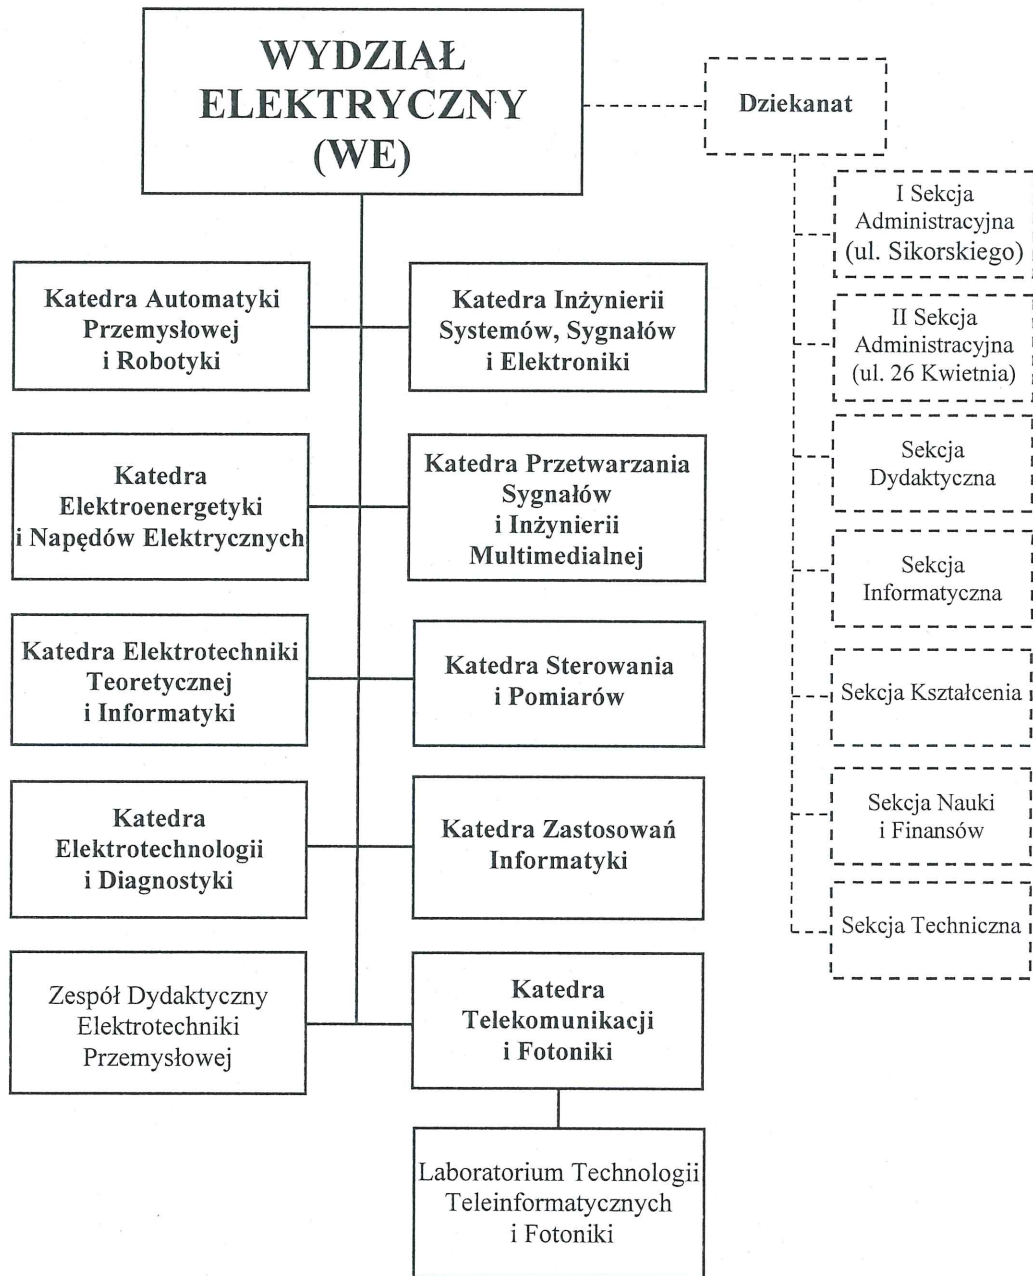 WYDZIAŁ
ELEKTRYCZNY
(WE)
Dziekanat
I Sekcja
Administracyjna
(ul. Sikorskiego)
II Sekcja
Administracyjna
(ul. 26 Kwietnia)
Sekcja
Dydaktyczna
Sekcja
Informatyczna
Sekcja Kształcenia
Sekcja Nauki
i Finansów
Sekcja Techniczna
Katedra Automatyki
Przemysłowej
i Robotyki
Katedra Inżynierii
Systemów, Sygnałów
i Elektroniki
Katedra
Elektroenergetyki
i Napędów Elektrycznych
Katedra Przetwarzania
Sygnałów
i Inżynierii
Multimedialnej
Katedra Elektrotechniki
Teoretycznej
i Informatyki
Katedra Sterowania
i Pomiarów
Katedra
Elektrotechnologii
i Diagnostyki
Katedra Zastosowań
Informatyki
Zespół Dydaktyczny
Elektrotechniki
Przemysłowej
Katedra
Telekomunikacji
i Fotoniki
Laboratorium Technologii
Teleinformatycznych
i Fotoniki